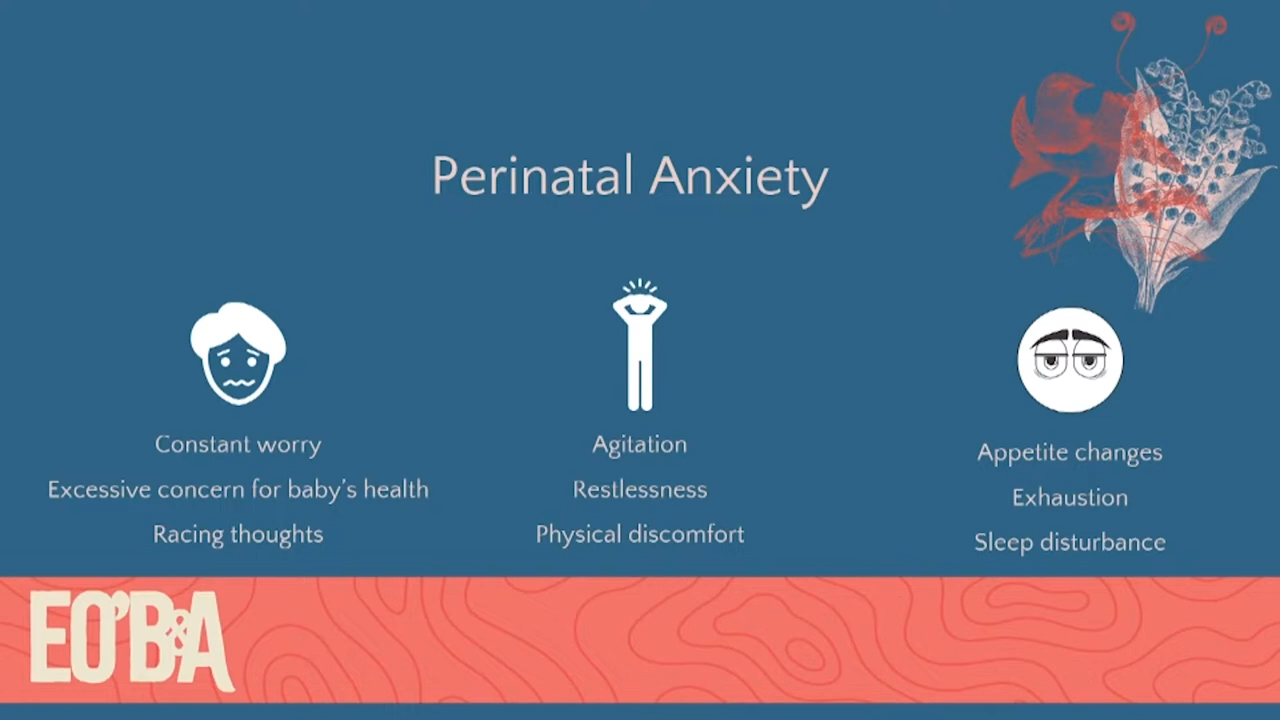 Perinatal Anxiety
Constant worry
Excessive concern for baby's health
Racing thoughts
Agitation
Restlessness
Physical discomfort
Appetite changes
Exhaustion
Sleep disturbance
EO'B&A